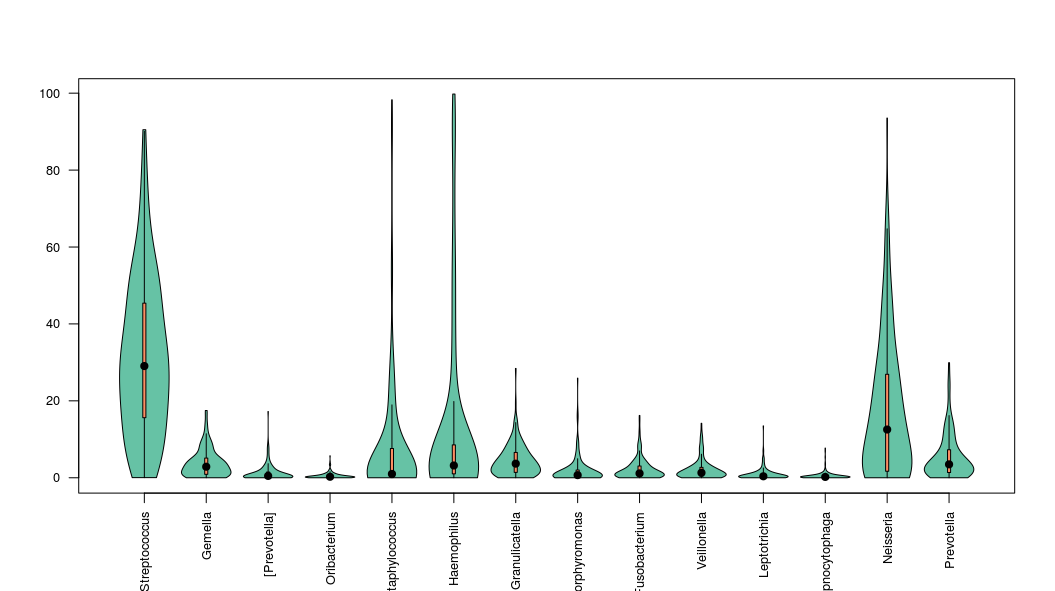 100
80
60
40
20
0
Streptococcus
Gemella
[Prevotella]
Oribacterium
taphylococcus
Haemophilus
Granulicatella
orphyromonas
Fusobacterium
Veillonella
Leptotrichia
pnocytophaga
Neisseria
Prevotella